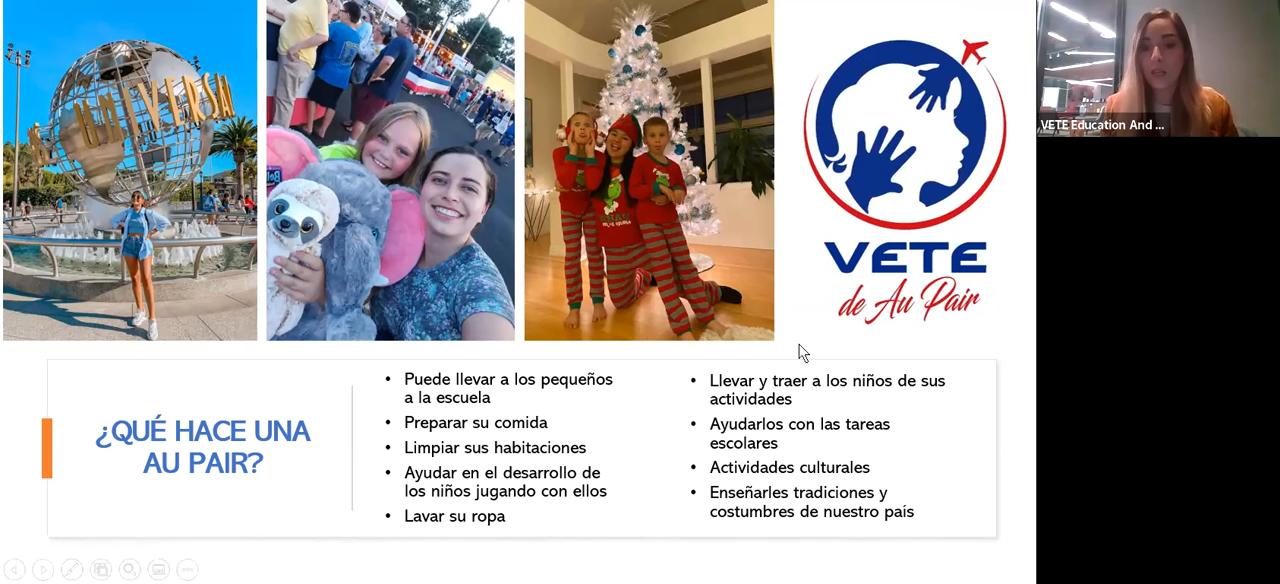 UNIVERSAL
VETE
de Au Pair
VETE Education And ...
¿QUÉ HACE UNA
AU PAIR?
• Puede llevar a los pequeños
a la escuela
• Preparar su comida
• Limpiar sus habitaciones
• Ayudar en el desarrollo de
los niños jugando con ellos
• Lavar su ropa
• Llevar y traer a los niños de sus
actividades
• Ayudarlos con las tareas
escolares
• Actividades culturales
• Enseñarles tradiciones y
costumbres de nuestro país